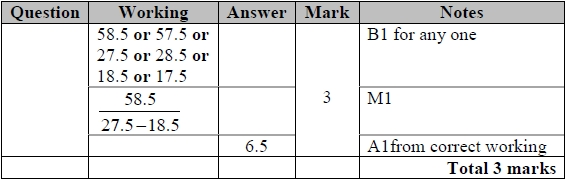 Question Working Answer Mark Notes
58.5 or 57.5 or B1 for any one
27.5 or 28.5 or
18.5 or 17.5
58.5 3 M1
27.5–18.5
6.5 A1from correct working
Total 3 marks